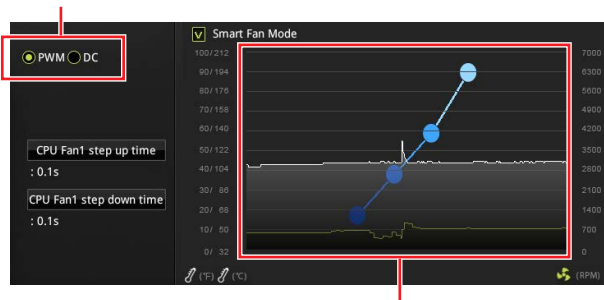 Smart Fan Mode
PWM DC
100/212 7000
90/194 6300
80/176 5600
70/158 4900
60/140 4200
50/122 3500
40/104 2800
30/ 86 2100
20/ 68 1400
10/ 50 700
0/ 32 0
CPU Fan1 step up time
: 0.1s
CPU Fan1 step down time
: 0.1s
(°F) (°C) (RPM)